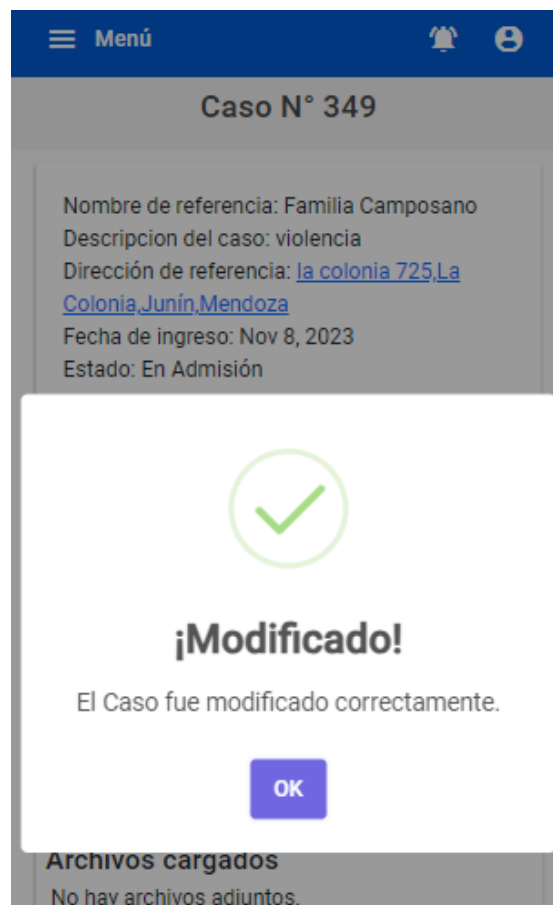 Menú
Caso N° 349
Nombre de referencia: Familia Camposano
Descripcion del caso: violencia
Dirección de referencia: la colonia 725,La
Colonia,Junín,Mendoza
Fecha de ingreso: Nov 8, 2023
Estado: En Admisión
¡Modificado!
El Caso fue modificado correctamente.
OK
Archivos cargados
No hay archivos adjuntos.